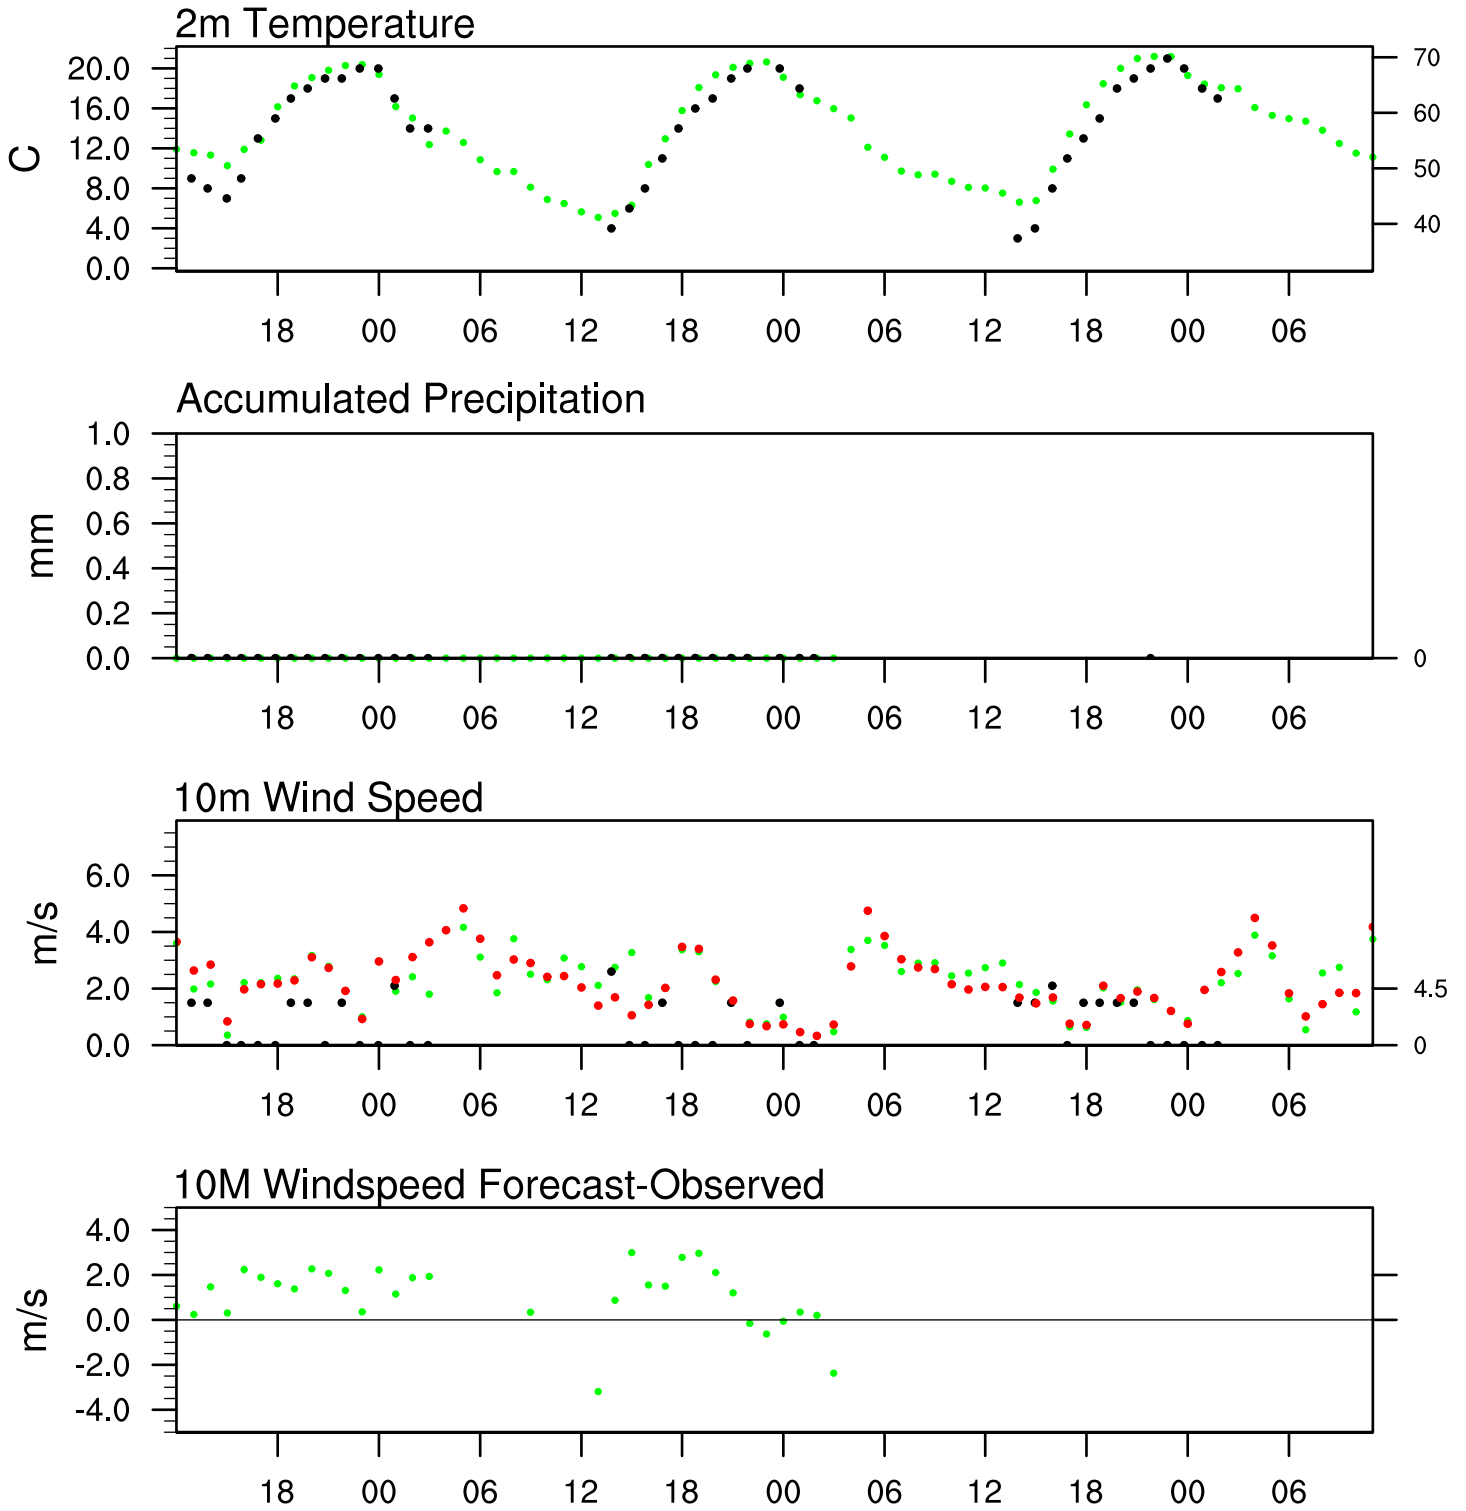 2m Temperature
20.0
16.0
12.0
8.0
4.0
0.0
C
70
60
50
40
18 00 06 12 18 00 06 12 18 00 06
Accumulated Precipitation
1.0
0.8
0.6
0.4
0.2
0.0
mm
0
18 00 06 12 18 00 06 12 18 00 06
10m Wind Speed
6.0
4.0
2.0
0.0
m/s
4.5
0
18 00 06 12 18 00 06 12 18 00 06
10M Windspeed Forecast-Observed
4.0
2.0
0.0
-2.0
-4.0
m/s
18 00 06 12 18 00 06 12 18 00 06